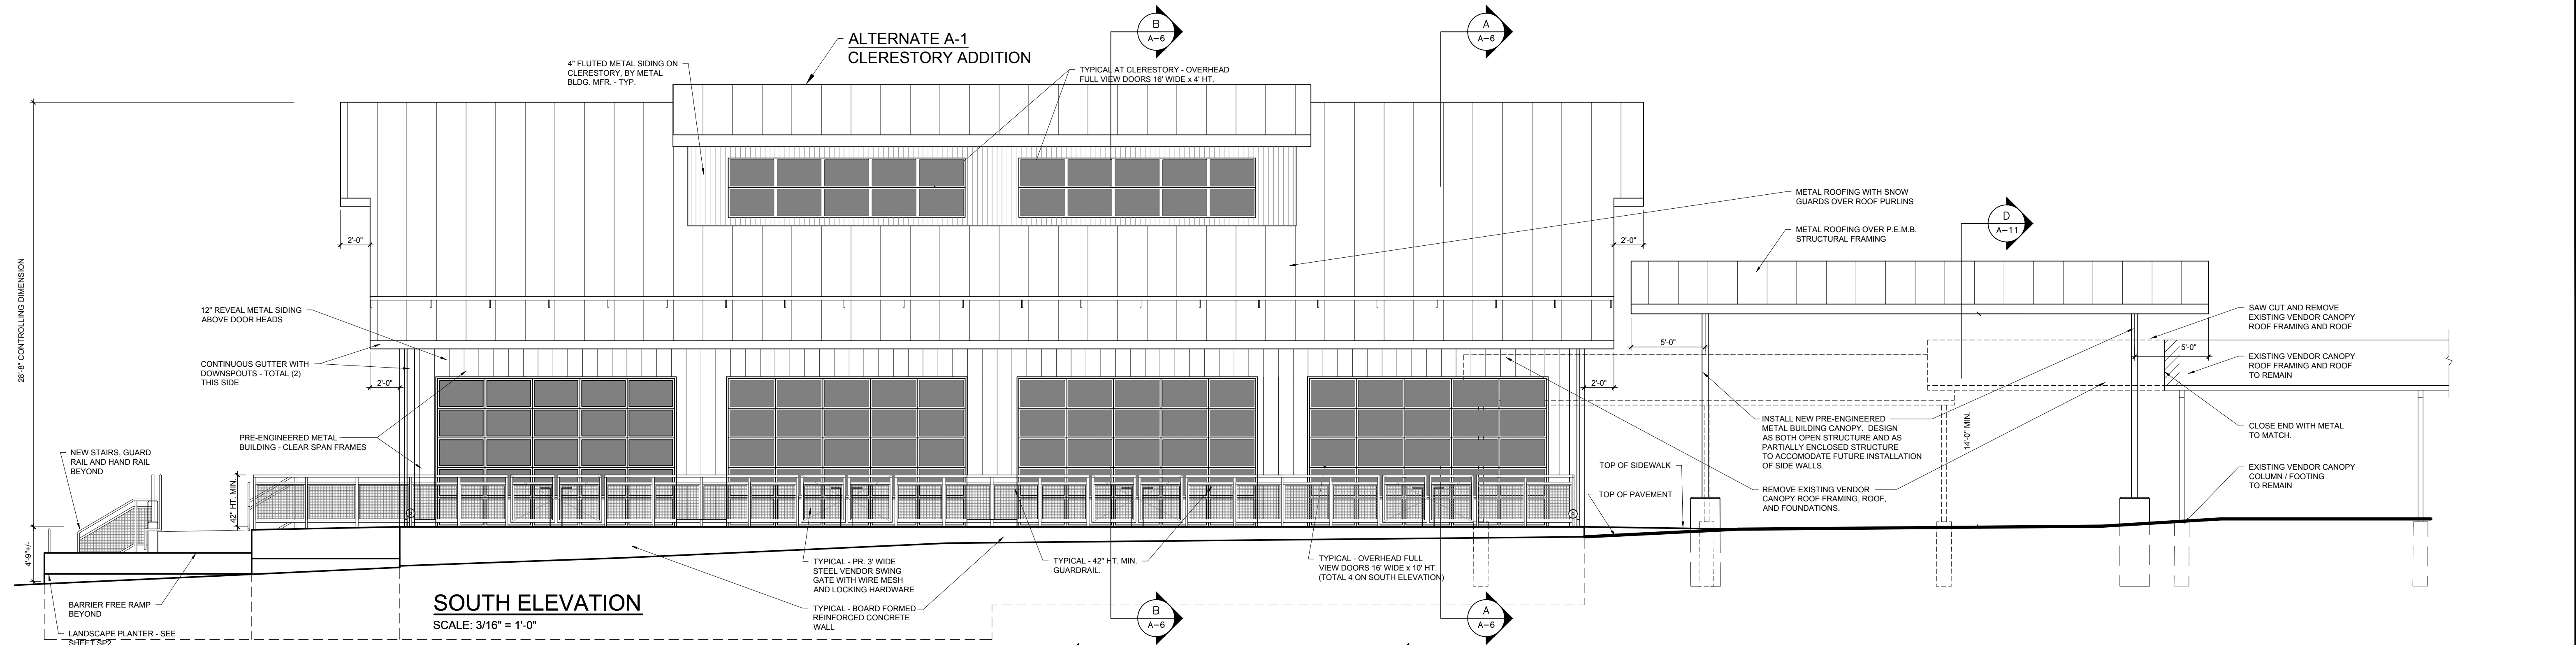 ALTERNATE A-1
CLERESTORY ADDITION
4" FLUTED METAL SIDING ON
CLERESTORY, BY METAL
BLDG. MFR. - TYP.
TYPICAL AT CLERESTORY - OVERHEAD
FULL VIEW DOORS 16' WIDE x 4' HT.
B
A-6
A
A-6
METAL ROOFING WITH SNOW
GUARDS OVER ROOF PURLINS
D
A-11
METAL ROOFING OVER P.E.M.B.
STRUCTURAL FRAMING
2'-0"
2'-0"
28'-8" CONTROLLING DIMENSION
12" REVEAL METAL SIDING
ABOVE DOOR HEADS
CONTINUOUS GUTTER WITH
DOWNSPOUTS - TOTAL (2)
THIS SIDE
2'-0"
2'-0"
5'-0"
5'-0"
SAW CUT AND REMOVE
EXISTING VENDOR CANOPY
ROOF FRAMING AND ROOF
EXISTING VENDOR CANOPY
ROOF FRAMING AND ROOF
TO REMAIN
PRE-ENGINEERED METAL
BUILDING - CLEAR SPAN FRAMES
INSTALL NEW PRE-ENGINEERED
METAL BUILDING CANOPY. DESIGN
AS BOTH OPEN STRUCTURE AND AS
PARTIALLY ENCLOSED STRUCTURE
TO ACCOMODATE FUTURE INSTALLATION
OF SIDE WALLS.
14'-0" MIN.
CLOSE END WITH METAL
TO MATCH.
NEW STAIRS, GUARD
RAIL AND HAND RAIL
BEYOND
42" HT. MIN.
TOP OF SIDEWALK
TOP OF PAVEMENT
REMOVE EXISTING VENDOR
CANOPY ROOF FRAMING, ROOF,
AND FOUNDATIONS.
EXISTING VENDOR CANOPY
COLUMN / FOOTING
TO REMAIN
4'-9"+/-
TYPICAL - PR. 3' WIDE
STEEL VENDOR SWING
GATE WITH WIRE MESH
AND LOCKING HARDWARE
TYPICAL - 42" HT. MIN.
GUARDRAIL.
TYPICAL - OVERHEAD FULL
VIEW DOORS 16' WIDE x 10' HT.
(TOTAL 4 ON SOUTH ELEVATION)
BARRIER FREE RAMP
BEYOND
SOUTH ELEVATION
SCALE: 3/16" = 1'-0"
TYPICAL - BOARD FORMED
REINFORCED CONCRETE
WALL
B
A-6
A
A-6
LANDSCAPE PLANTER - SEE
SHEET SP2